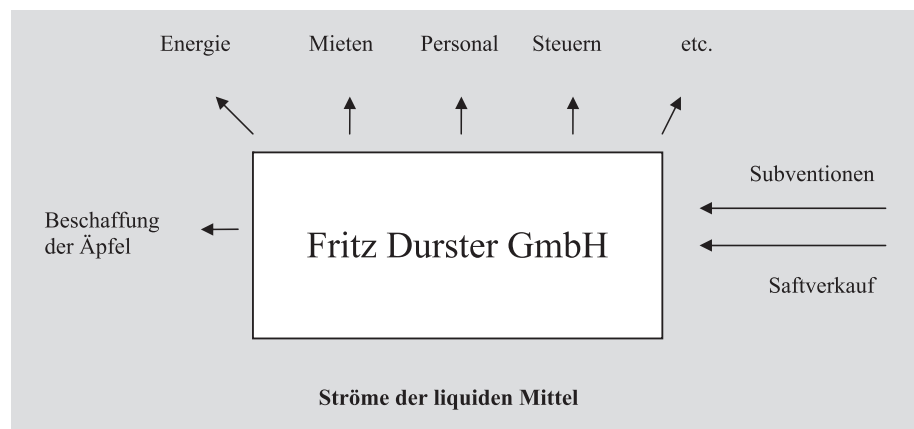 Energie Mieten Personal Steuern etc.
Subventionen
Beschaffung
der Äpfel
Fritz Durster GmbH
Saftverkauf
Ströme der liquiden Mittel